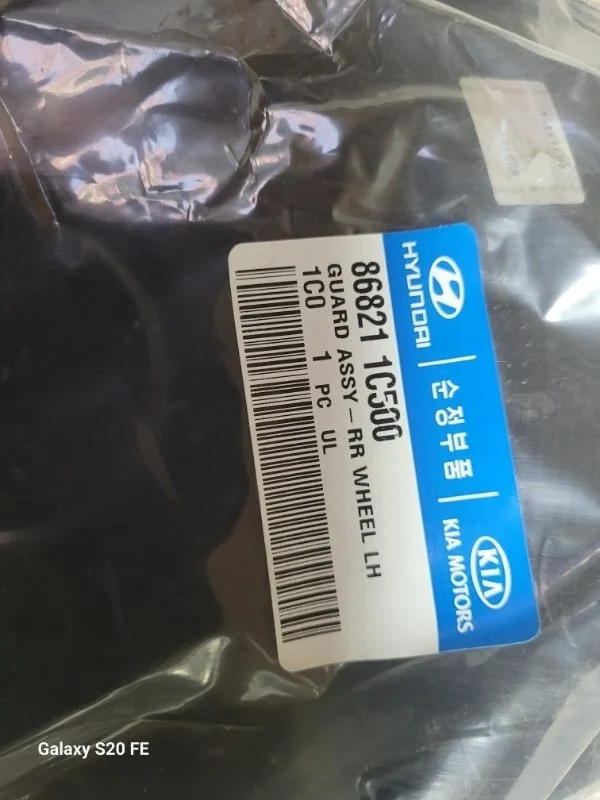 HYUNDAI
순정부품
KIA
KIA MOTORS
86821 1C500
GUARD ASSY-RR WHEEL LH
1C0 1 PC UL
Galaxy S20 FE